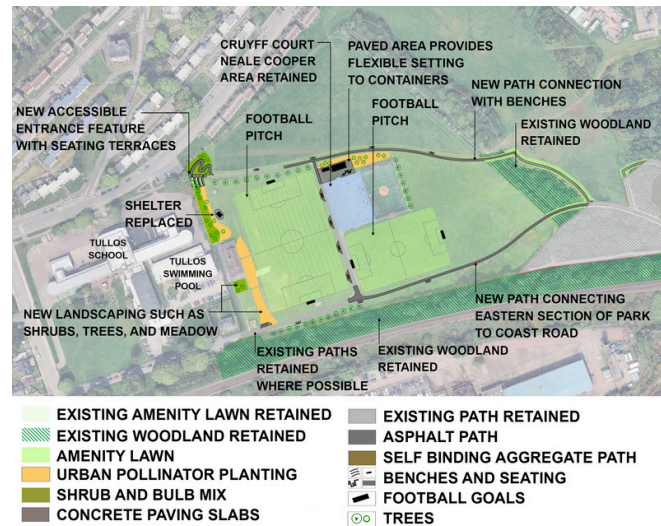 CRUYFF COURT
NEALE COOPER
AREA RETAINED
PAVED AREA PROVIDES
FLEXIBLE SETTING
TO CONTAINERS
NEW ACCESSIBLE
ENTRANCE FEATURE
WITH SEATING TERRACES
FOOTBALL
PITCH
FOOTBALL
PITCH
NEW PATH CONNECTION
WITH BENCHES
EXISTING WOODLAND
RETAINED
SHELTER
REPLACED
TULLOS
SCHOOL
TULLOS
SWIMMING
POOL
NEW LANDSCAPING SUCH AS
SHRUBS, TREES, AND MEADOW
NEW PATH CONNECTING
EASTERN SECTION OF PARK
TO COAST ROAD
EXISTING PATHS
RETAINED
WHERE POSSIBLE
EXISTING WOODLAND
RETAINED
EXISTING AMENITY LAWN RETAINED
EXISTING WOODLAND RETAINED
AMENITY LAWN
URBAN POLLINATOR PLANTING
SHRUB AND BULB MIX
CONCRETE PAVING SLABS
EXISTING PATH RETAINED
ASPHALT PATH
SELF BINDING AGGREGATE PATH
BENCHES AND SEATING
FOOTBALL GOALS
TREES